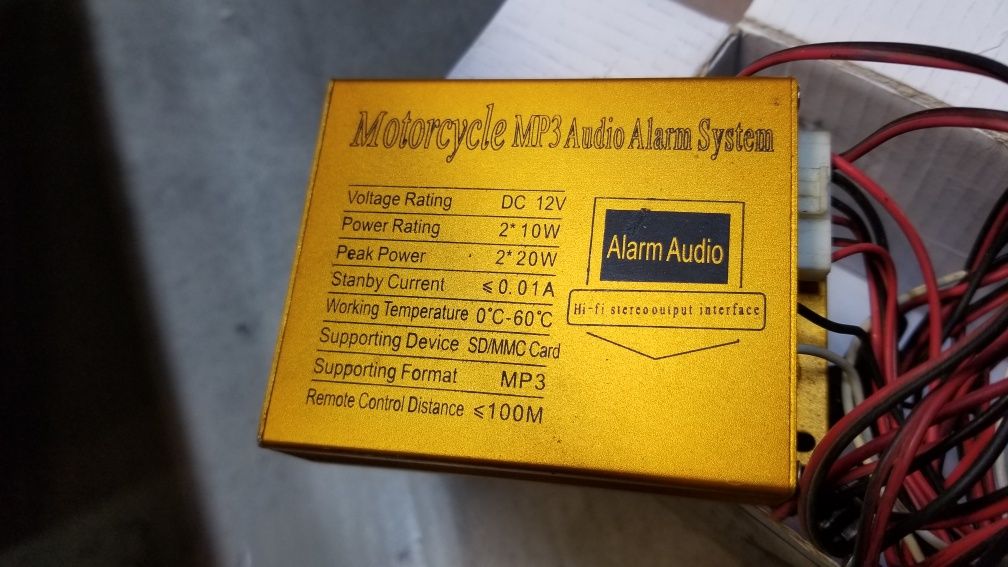 Motorcycle MP3 Audio Alarm System
Voltage Rating DC 12V
Power Rating 2*10W
Peak Power 2*20W
Stanby Current ≤0.01A
Working Temperature 0℃-60℃
Supporting Device SD/MMC Card
Supporting Format MP3
Remote Control Distance ≤100M
Alarm Audio
Hi-fi stereo output interface